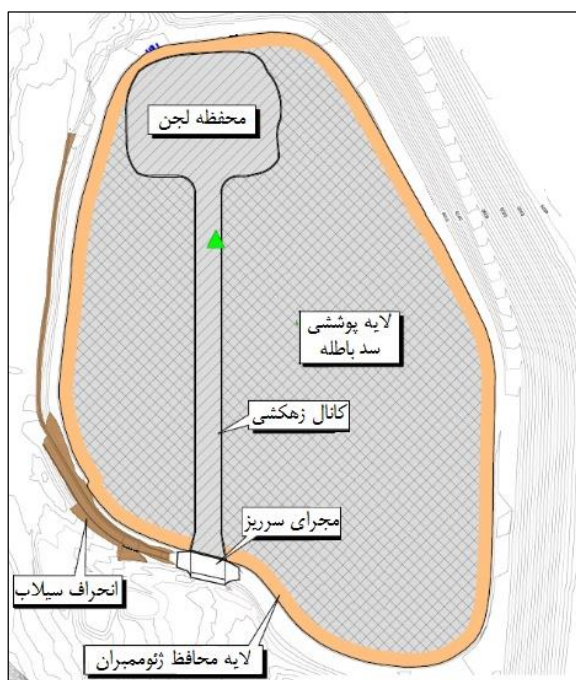 محفظه لجن
لایه پوششی
سد باطله
کانال زهکشی
مجرای سرریز
انحراف سیلاب
لایه محافظ ژئوممبران